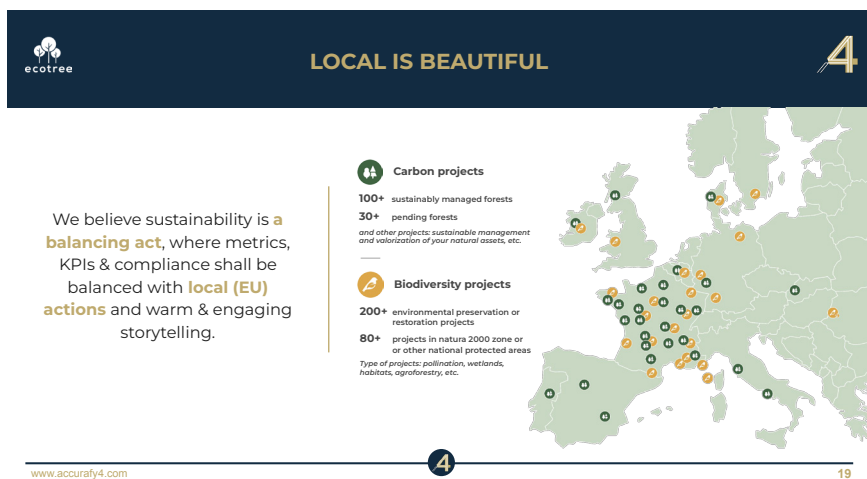 ecotree
LOCAL IS BEAUTIFUL
4
We believe sustainability is a
balancing act, where metrics,
KPIs & compliance shall be
balanced with local (EU)
actions and warm & engaging
storytelling.
Carbon projects
100+ sustainably managed forests
30+ pending forests
and other projects: sustainable management
and valorization of your natural assets, etc.
Biodiversity projects
200+ environmental preservation or
restoration projects
80+ projects in natura 2000 zone or
or other national protected areas
Type of projects: pollination, wetlands,
habitats, agroforestry, etc.
www.accurafy4.com
4
19